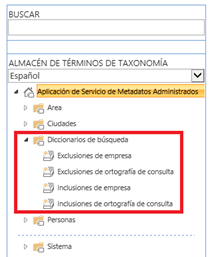 BUSCAR
ALMACÉN DE TÉRMINOS DE TAXONOMÍA
Español
Aplicación de Servicio de Metadatos Administrados
Area
Ciudades
Diccionarios de búsqueda
Exclusiones de empresa
Exclusiones de ortografía de consulta
Inclusiones de empresa
Inclusiones de ortografía de consulta
Personas
Sistema